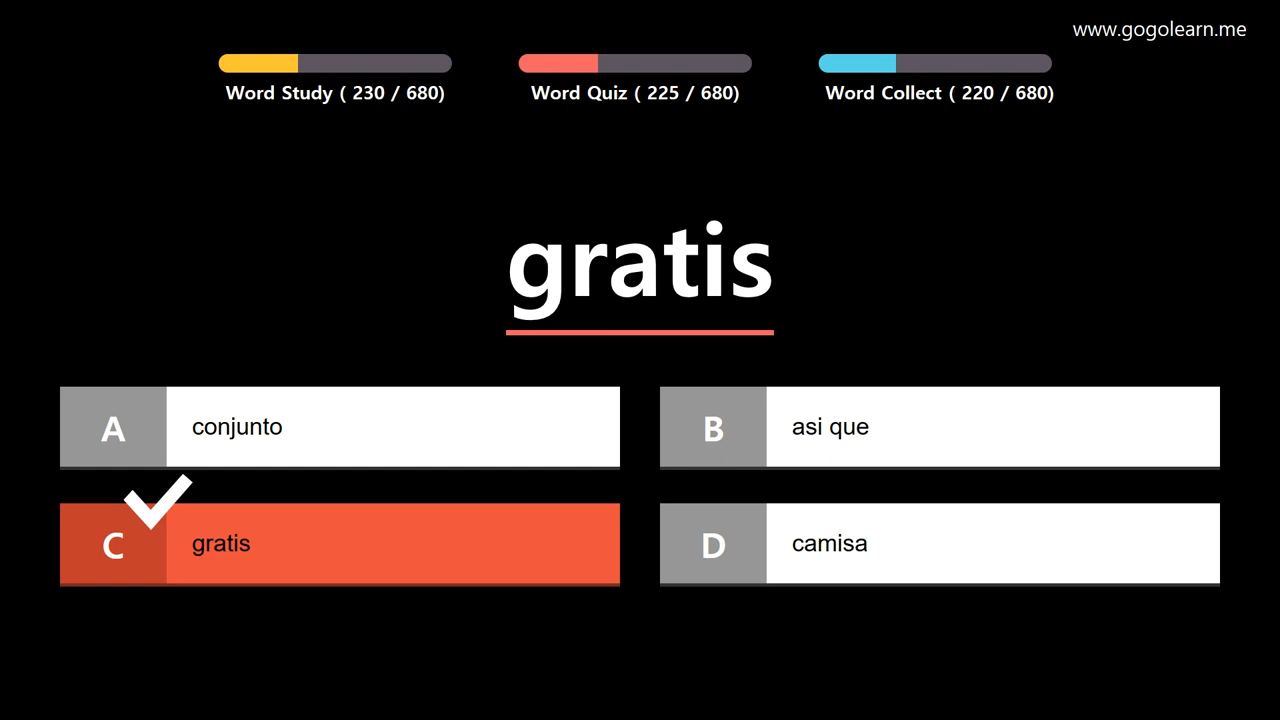 www.gogolearn.me
Word Study ( 230 / 680)
Word Quiz ( 225 / 680)
Word Collect ( 220 / 680)
gratis
A
conjunto
B
asi que
C
gratis
D
camisa